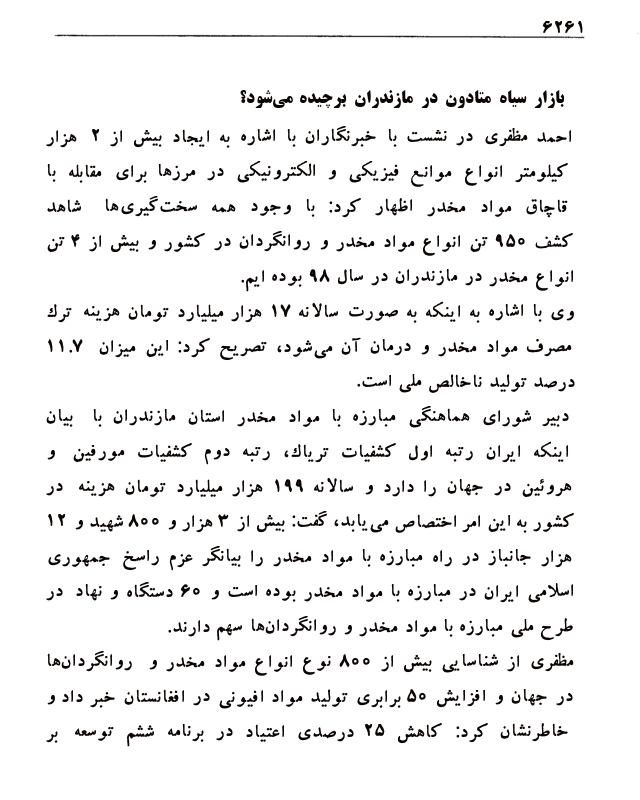 ۶۲۶۱
بازار سیاه متادون در مازندران برچیده می‌شود؟
احمد مظفری در نشست با خبرنگاران با اشاره به ایجاد بیش از ۲ هزار
کیلومتر انواع موانع فیزیکی و الکترونیکی در مرزها برای مقابله با
قاچاق مواد مخدر اظهار کرد: با وجود همه سخت‌گیری‌ها شاهد
کشف ۹۵۰ تن انواع مواد مخدر و روانگردان در کشور و بیش از ۴ تن
انواع مخدر در مازندران در سال ۹۸ بوده ایم.
وی با اشاره به اینکه به صورت سالانه ۱۷ هزار میلیارد تومان هزینه ترك
مصرف مواد مخدر و درمان آن می‌شود، تصریح کرد: این میزان ۱۱.۷
درصد تولید ناخالص ملی است.
دبیر شورای هماهنگی مبارزه با مواد مخدر استان مازندران با بیان
اینکه ایران رتبه اول کشفیات تریاك، رتبه دوم کشفیات مورفین و
هروئین در جهان را دارد و سالانه ۱۹۹ هزار میلیارد تومان هزینه در
کشور به این امر اختصاص می‌یابد، گفت: بیش از ۳ هزار و ۸۰۰ شهید و ۱۲
هزار جانباز در راه مبارزه با مواد مخدر را بیانگر عزم راسخ جمهوری
اسلامی ایران در مبارزه با مواد مخدر بوده است و ۶۰ دستگاه و نهاد در
طرح ملی مبارزه با مواد مخدر و روانگردان‌ها سهم دارند.
مظفری از شناسایی بیش از ۸۰۰ نوع انواع مواد مخدر و روانگردان‌ها
در جهان و افزایش ۵۰ برابری تولید مواد افیونی در افغانستان خبر داد و
خاطرنشان کرد: کاهش ۲۵ درصدی اعتیاد در برنامه ششم توسعه بر